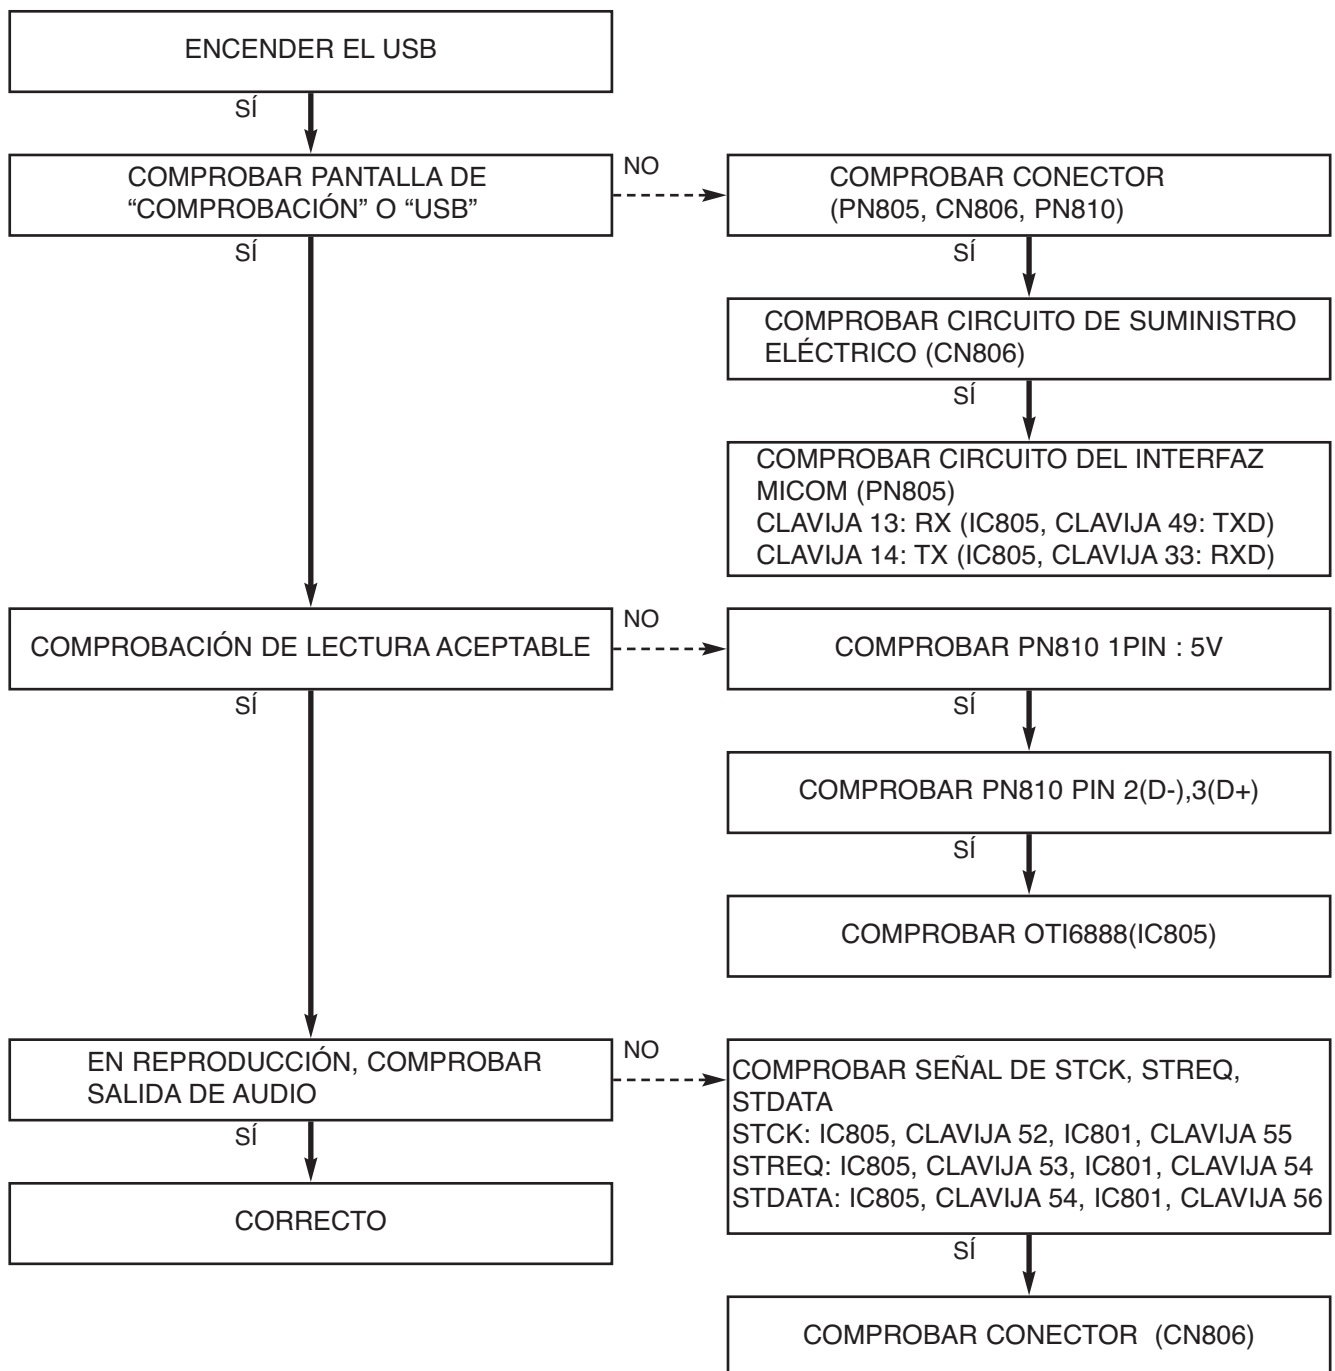 ENCENDER EL USB
SÍ
COMPROBAR PANTALLA DE
“COMPROBACIÓN” O “USB”
NO
COMPROBAR CONECTOR
(PN805, CN806, PN810)
SÍ
SÍ
COMPROBAR CIRCUITO DE SUMINISTRO
ELÉCTRICO (CN806)
SÍ
COMPROBAR CIRCUITO DEL INTERFAZ
MICOM (PN805)
CLAVIJA 13: RX (IC805, CLAVIJA 49: TXD)
CLAVIJA 14: TX (IC805, CLAVIJA 33: RXD)
COMPROBACIÓN DE LECTURA ACEPTABLE
NO
COMPROBAR PN810 1PIN : 5V
SÍ
SÍ
COMPROBAR PN810 PIN 2(D-),3(D+)
SÍ
COMPROBAR OTI6888(IC805)
EN REPRODUCCIÓN, COMPROBAR
SALIDA DE AUDIO
NO
COMPROBAR SEÑAL DE STCK, STREQ,
STDATA
STCK: IC805, CLAVIJA 52, IC801, CLAVIJA 55
STREQ: IC805, CLAVIJA 53, IC801, CLAVIJA 54
STDATA: IC805, CLAVIJA 54, IC801, CLAVIJA 56
SÍ
CORRECTO
SÍ
COMPROBAR CONECTOR (CN806)